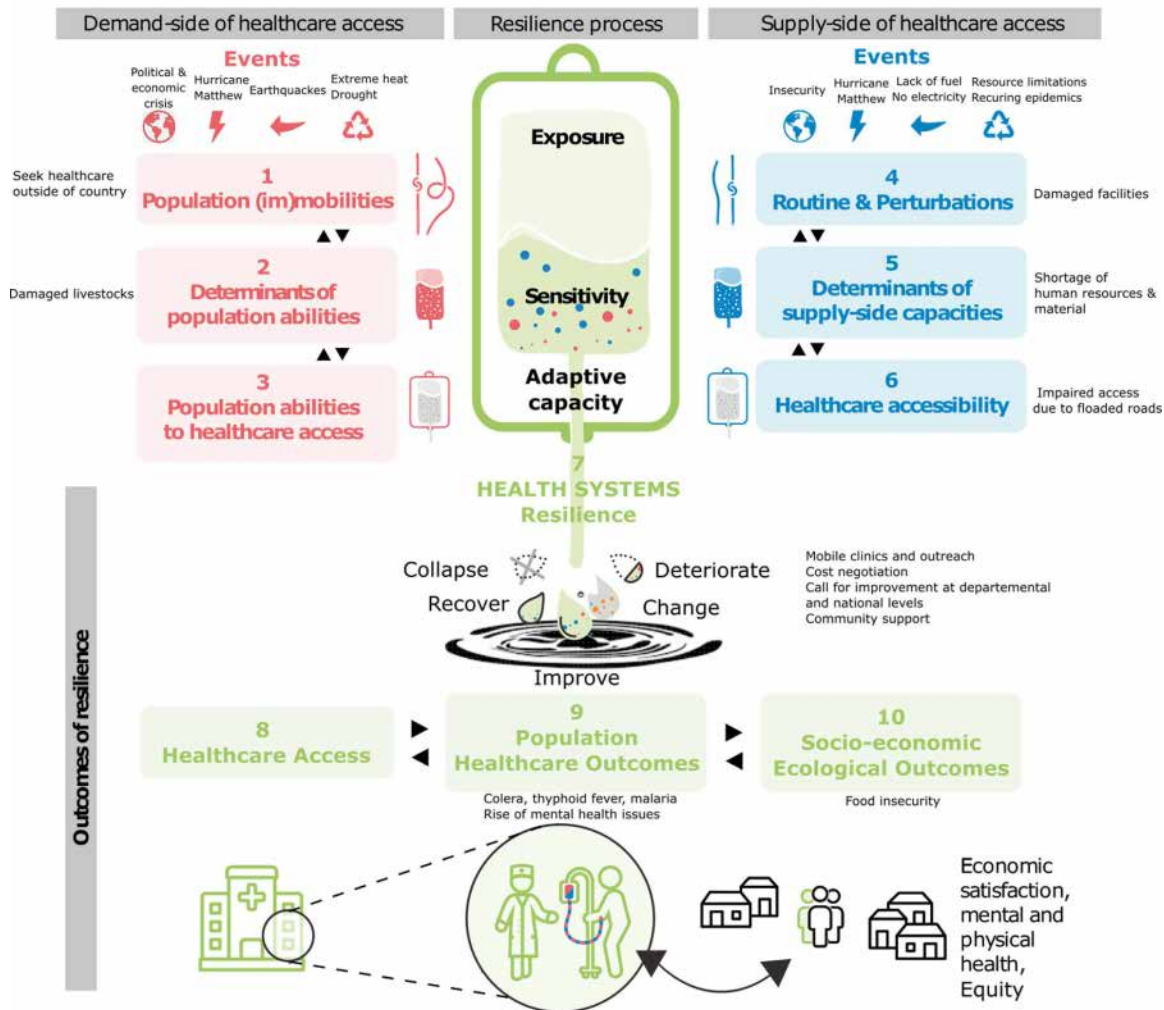 Demand-side of healthcare access
Resilience process
Supply-side of healthcare access
Events
Political &
economic
crisis
Hurricane
Matthew
Earthquackes
Extreme heat
Drought
Seek healthcare
outside of country
1
Population (im)mobilities
Damaged livestocks
2
Determinants of
population abilities
3
Population abilities
to healthcare access
Exposure
Sensitivity
Adaptive
capacity
Events
Insecurity
Hurricane
Matthew
Lack of fuel
No electricity
Resource limitations
Recuring epidemics
4
Routine & Perturbations
Damaged facilities
5
Determinants of
supply-side capacities
Shortage of
human resources &
material
6
Healthcare accessibility
Impaired access
due to floaded roads
7
HEALTH SYSTEMS
Resilience
Outcomes of resilience
Collapse
Deteriorate
Recover
Change
Improve
Mobile clinics and outreach
Cost negotiation
Call for improvement at departemental
and national levels
Community support
8
Healthcare Access
9
Population
Healthcare Outcomes
10
Socio-economic
Ecological Outcomes
Colera, thyphoid fever, malaria
Rise of mental health issues
Food insecurity
Economic
satisfaction,
mental and
physical
health,
Equity